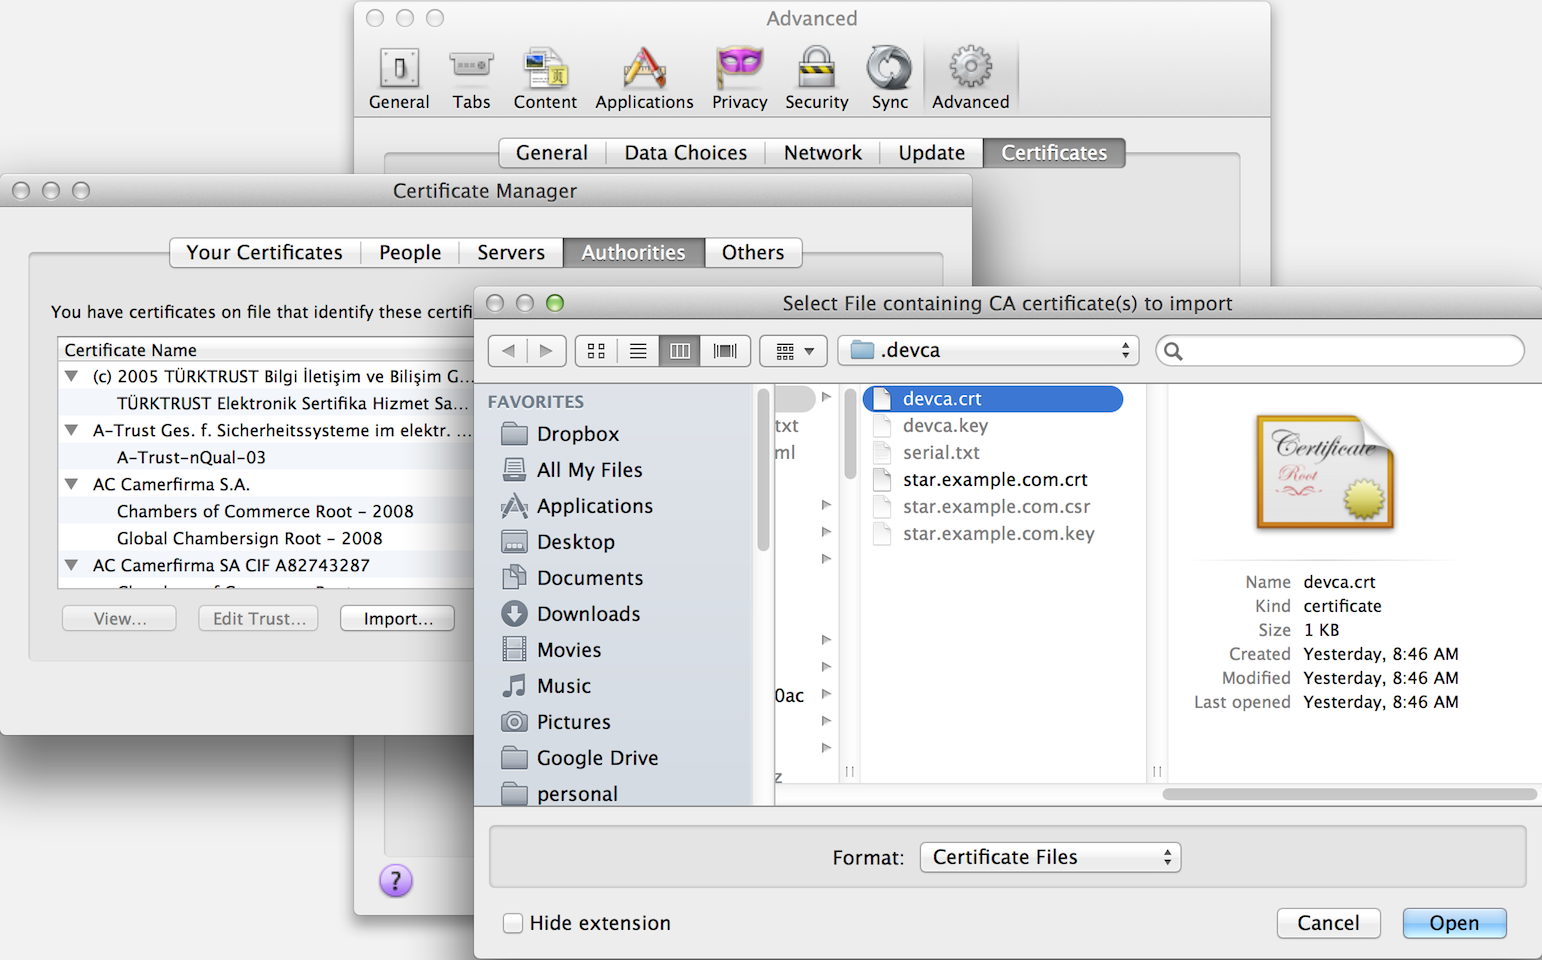 Advanced
General Tabs Content Applications Privacy Security Sync Advanced
General Data Choices Network Update Certificates
Certificate Manager
Your Certificates People Servers Authorities Others
You have certificates on file that identify these certifi
Certificate Name
(c) 2005 TÜRKTRUST Bilgi İletişim ve Bilişim G...
TÜRKTRUST Elektronik Sertifika Hizmet Sa...
A-Trust Ges. f. Sicherheitssysteme im elektr. ...
A-Trust-nQual-03
AC Camerfirma S.A.
Chambers of Commerce Root - 2008
Global Chambersign Root - 2008
AC Camerfirma SA CIF A82743287
View... Edit Trust... Import...
?
Select File containing CA certificate(s) to import
.devca
FAVORITES
Dropbox
All My Files
Applications
Desktop
Documents
Downloads
Movies
Music
Pictures
Google Drive
personal
txt
ml
0ac
z
devca.crt
devca.key
serial.txt
star.example.com.crt
star.example.com.csr
star.example.com.key
Certificate
Root
Name devca.crt
Kind certificate
Size 1 KB
Created Yesterday, 8:46 AM
Modified Yesterday, 8:46 AM
Last opened Yesterday, 8:46 AM
Format: Certificate Files
Hide extension
Cancel Open